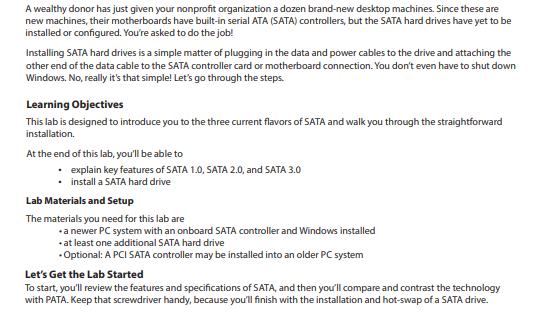 A wealthy donor has just given your nonprofit organization a dozen brand-new desktop machines. Since these are
new machines, their motherboards have built-in serial ATA (SATA) controllers, but the SATA hard drives have yet to be
installed or configured. You're asked to do the job!
Installing SATA hard drives is a simple matter of plugging in the data and power cables to the drive and attaching the
other end of the data cable to the SATA controller card or motherboard connection. You don't even have to shut down
Windows. No, really it's that simple! Let's go through the steps.
Learning Objectives
This lab is designed to introduce you to the three current flavors of SATA and walk you through the straightforward
installation.
At the end of this lab, you'll be able to
• explain key features of SATA 1.0, SATA 2.0, and SATA 3.0
• install a SATA hard drive
Lab Materials and Setup
The materials you need for this lab are
• a newer PC system with an onboard SATA controller and Windows installed
• at least one additional SATA hard drive
• Optional: A PCI SATA controller may be installed into an older PC system
Let's Get the Lab Started
To start, you'll review the features and specifications of SATA, and then you'll compare and contrast the technology
with PATA. Keep that screwdriver handy, because you'll finish with the installation and hot-swap of a SATA drive.